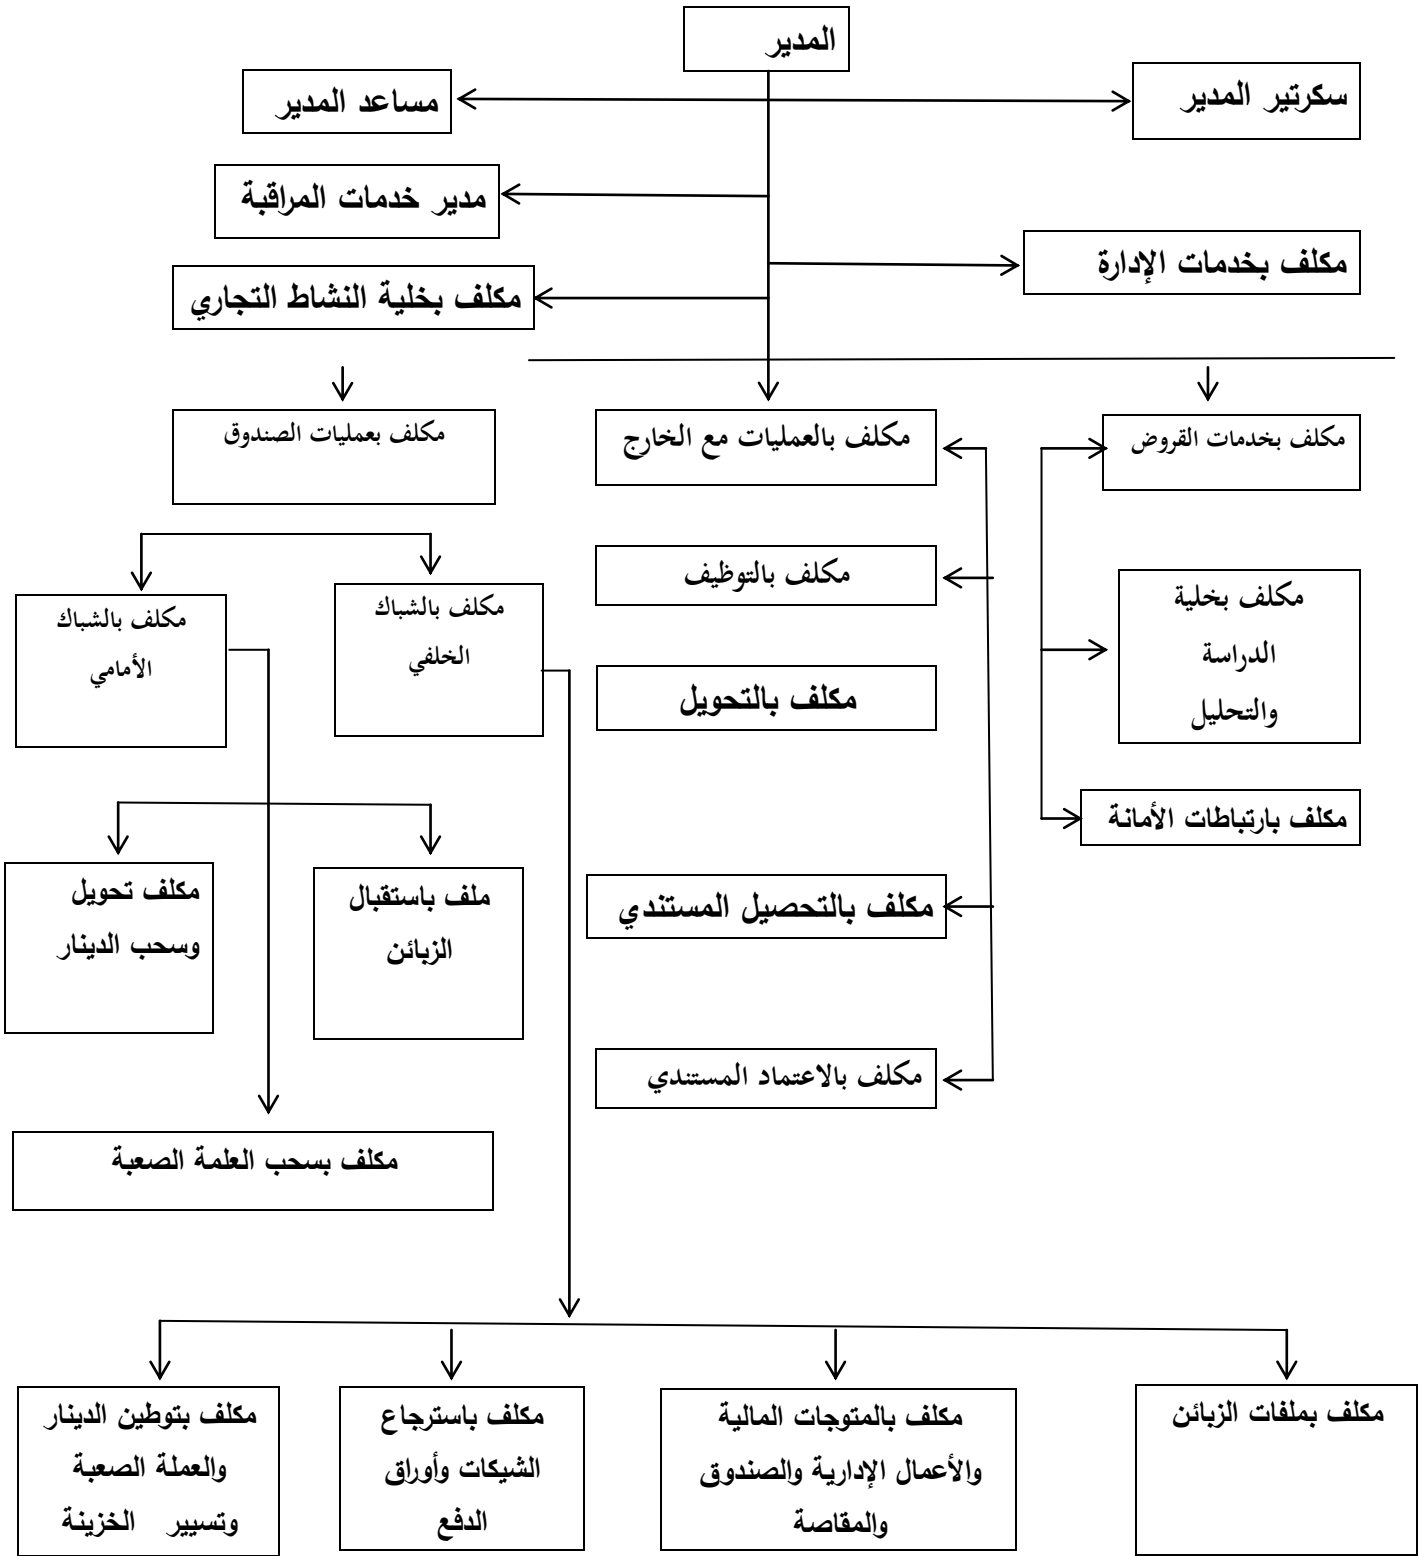 المدير
سكرتير المدير
مساعد المدير
مدير خدمات المراقبة
مكلف بخدمات الإدارة
مكلف بخلية النشاط التجاري
مكلف بخدمات القروض
مكلف بالعمليات مع الخارج
مكلف بعمليات الصندوق
مكلف بالتوظيف
مكلف بخلية
الدراسة
والتحليل
مكلف بالشباك
الخلفي
مكلف بالشباك
الأمامي
مكلف بالتحويل
مكلف بارتباطات الأمانة
مكلف بالتحصيل المستندي
ملف باستقبال
الزبائن
مكلف تحويل
وسحب الدينار
مكلف بالاعتماد المستندي
مكلف بسحب العلمة الصعبة
مكلف بملفات الزبائن
مكلف بالمتوجات المالية
والأعمال الإدارية والصندوق
والمقاصة
مكلف باسترجاع
الشيكات وأوراق
الدفع
مكلف بتوطين الدينار
والعملة الصعبة
وتسيير الخزينة